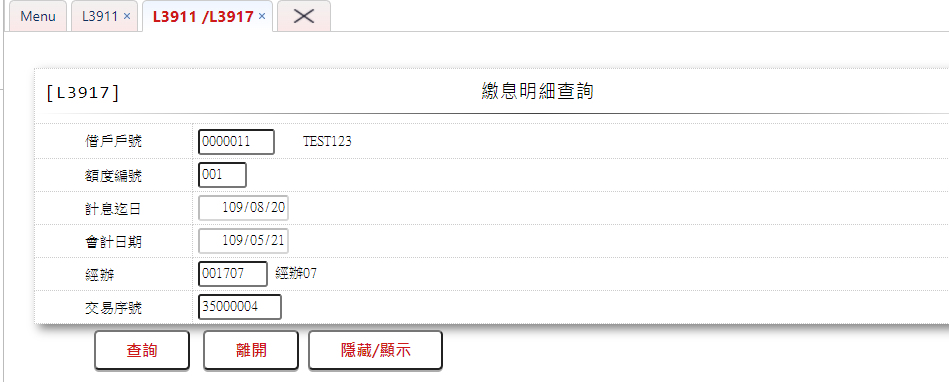 Menu L3911 × L3911 /L3917 ×
[L3917] 繳息明細查詢
借戶戶號 0000011 TEST123
額度編號 001
計息迄日 109/08/20
會計日期 109/05/21
經辦 001707 經辦07
交易序號 35000004
查詢 離開 隱藏/顯示